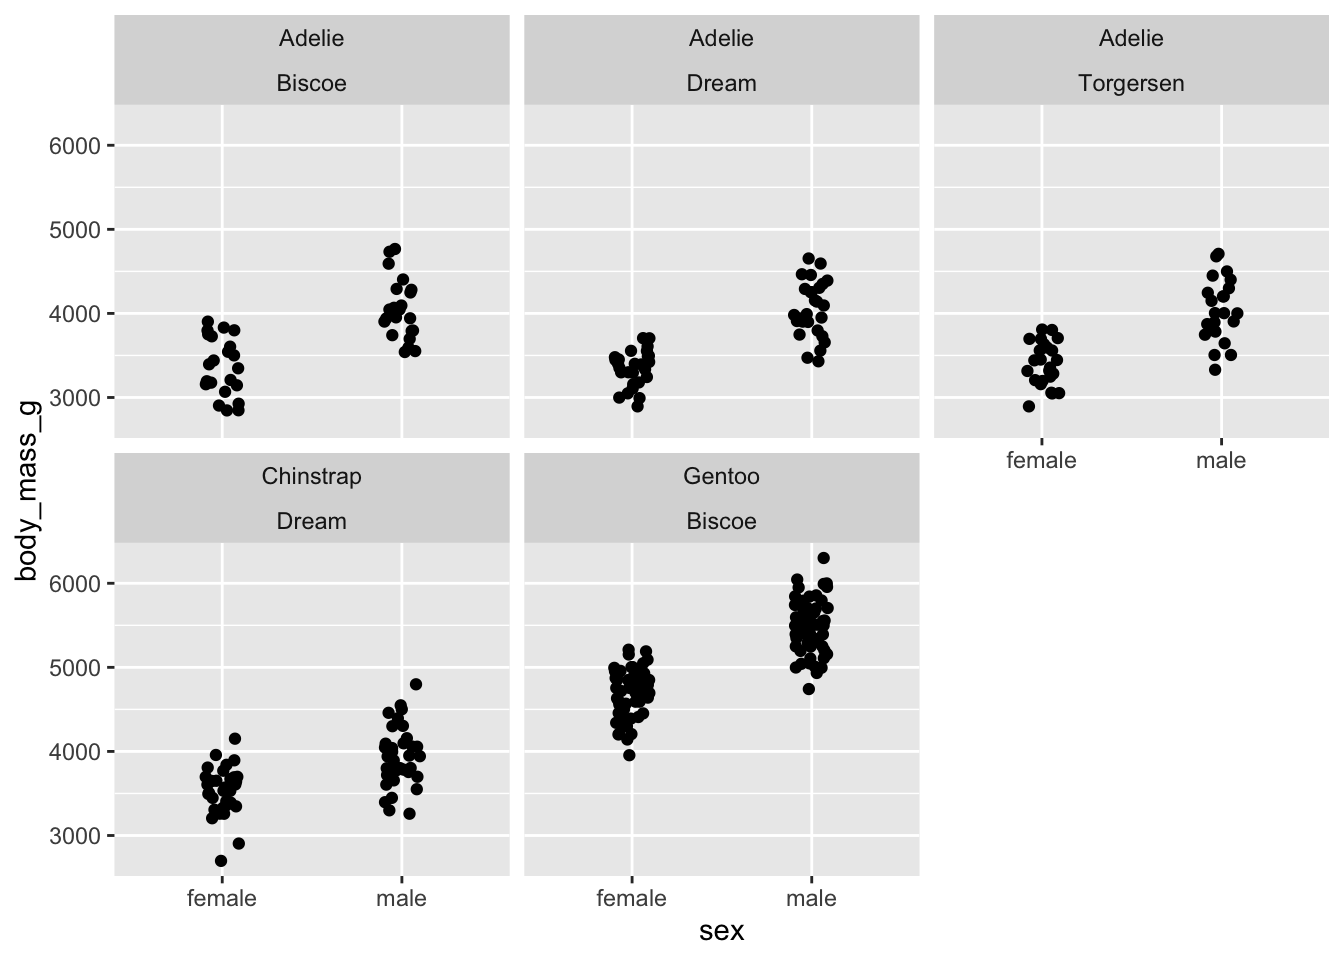 Adelie
Biscoe
Adelie
Dream
Adelie
Torgersen
6000
5000
4000
3000
female
male
body_mass_g
Chinstrap
Dream
Gentoo
Biscoe
6000
5000
4000
3000
female
male
female
male
sex